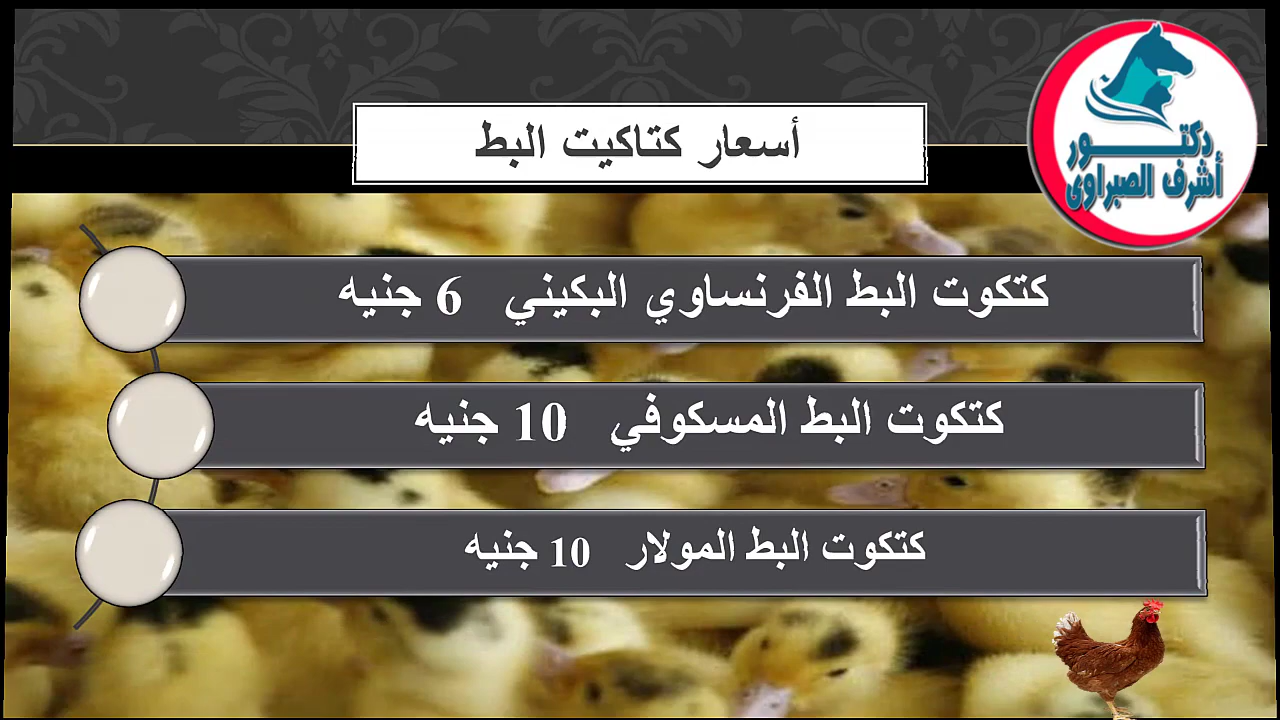 أسعار كتاكيت البط
دكتور
أشرف الصبراوى
كتكوت البط الفرنساوي البكيني 6 جنيه
كتكوت البط المسكوفي 10 جنيه
كتكوت البط المولار 10 جنيه